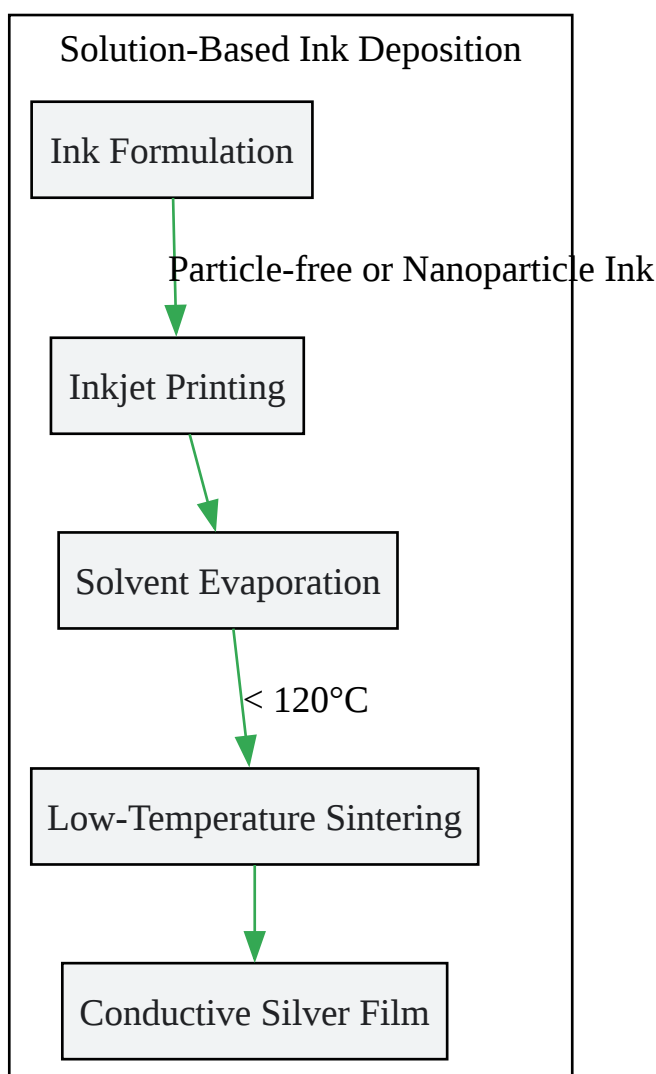 Solution-Based Ink Deposition
Ink Formulation
Particle-free or Nanoparticle Ink
Inkjet Printing
Solvent Evaporation
< 120°C
Low-Temperature Sintering
Conductive Silver Film